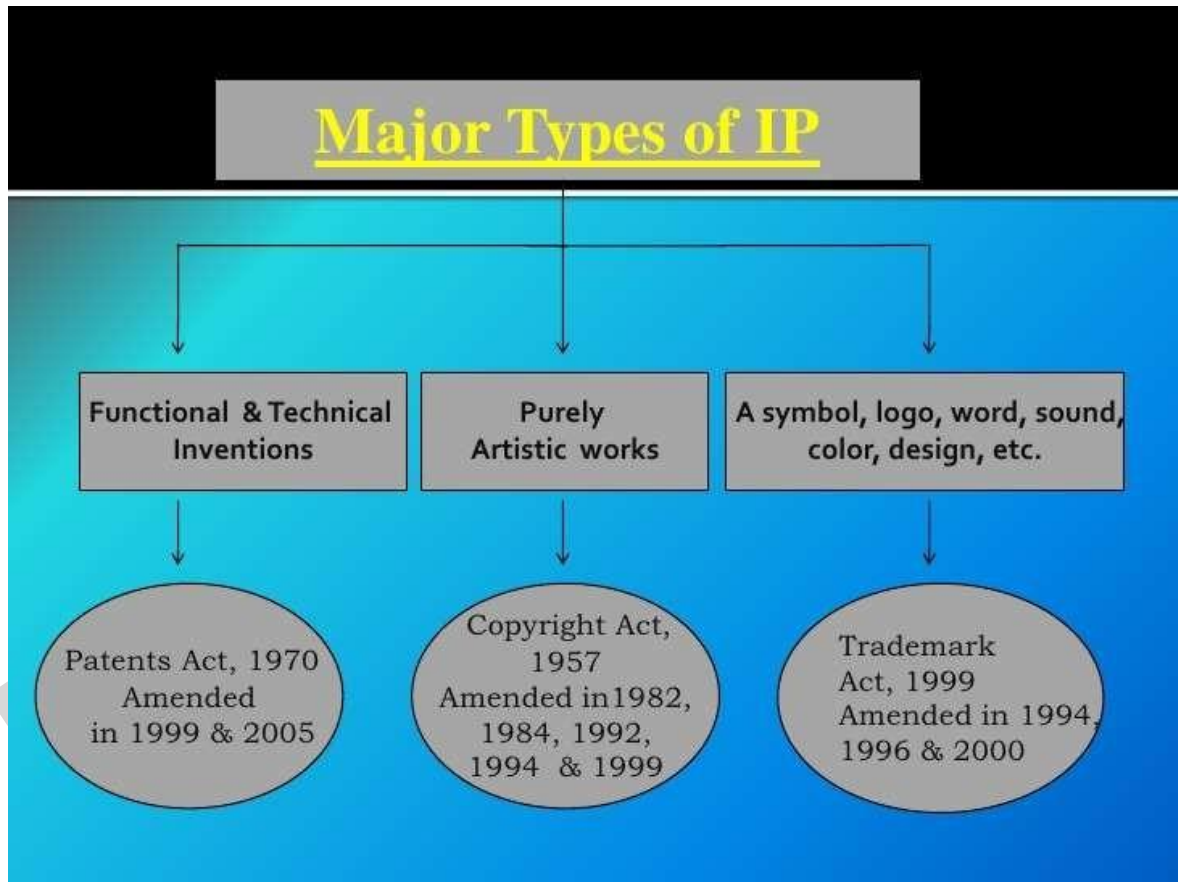 Major Types of IP
Functional & Technical
Inventions
Purely
Artistic works
A symbol, logo, word, sound,
color, design, etc.
Patents Act, 1970
Amended
in 1999 & 2005
Copyright Act,
1957
Amended in1982,
1984, 1992,
1994 & 1999
Trademark
Act, 1999
Amended in 1994,
1996 & 2000